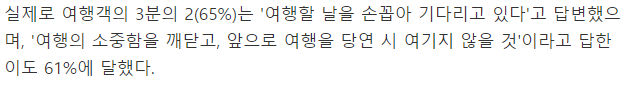 실제로 여행객의 3분의 2(65%)는 '여행할 날을 손꼽아 기다리고 있다'고 답변했으
며, '여행의 소중함을 깨닫고, 앞으로 여행을 당연 시 여기지 않을 것'이라고 답한
이도 61%에 달했다.